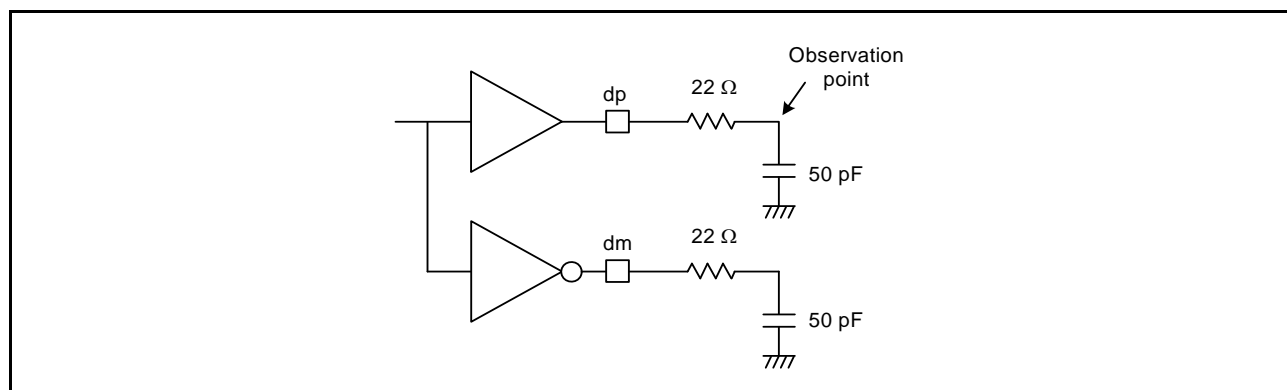 Observation
point
22 Ω
dp
50 pF
22 Ω
dm
50 pF